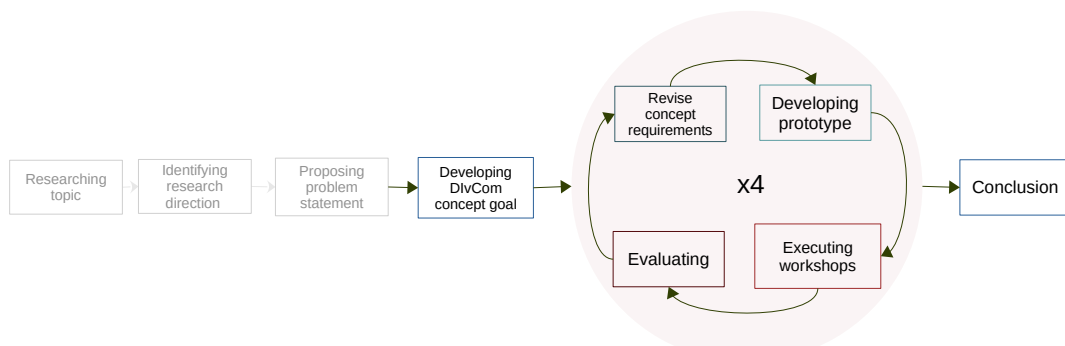 Researching
topic
Identifying
research
direction
Proposing
problem
statement
Developing
DIvCom
concept goal
Revise
concept
requirements
Developing
prototype
x4
Evaluating
Executing
workshops
Conclusion